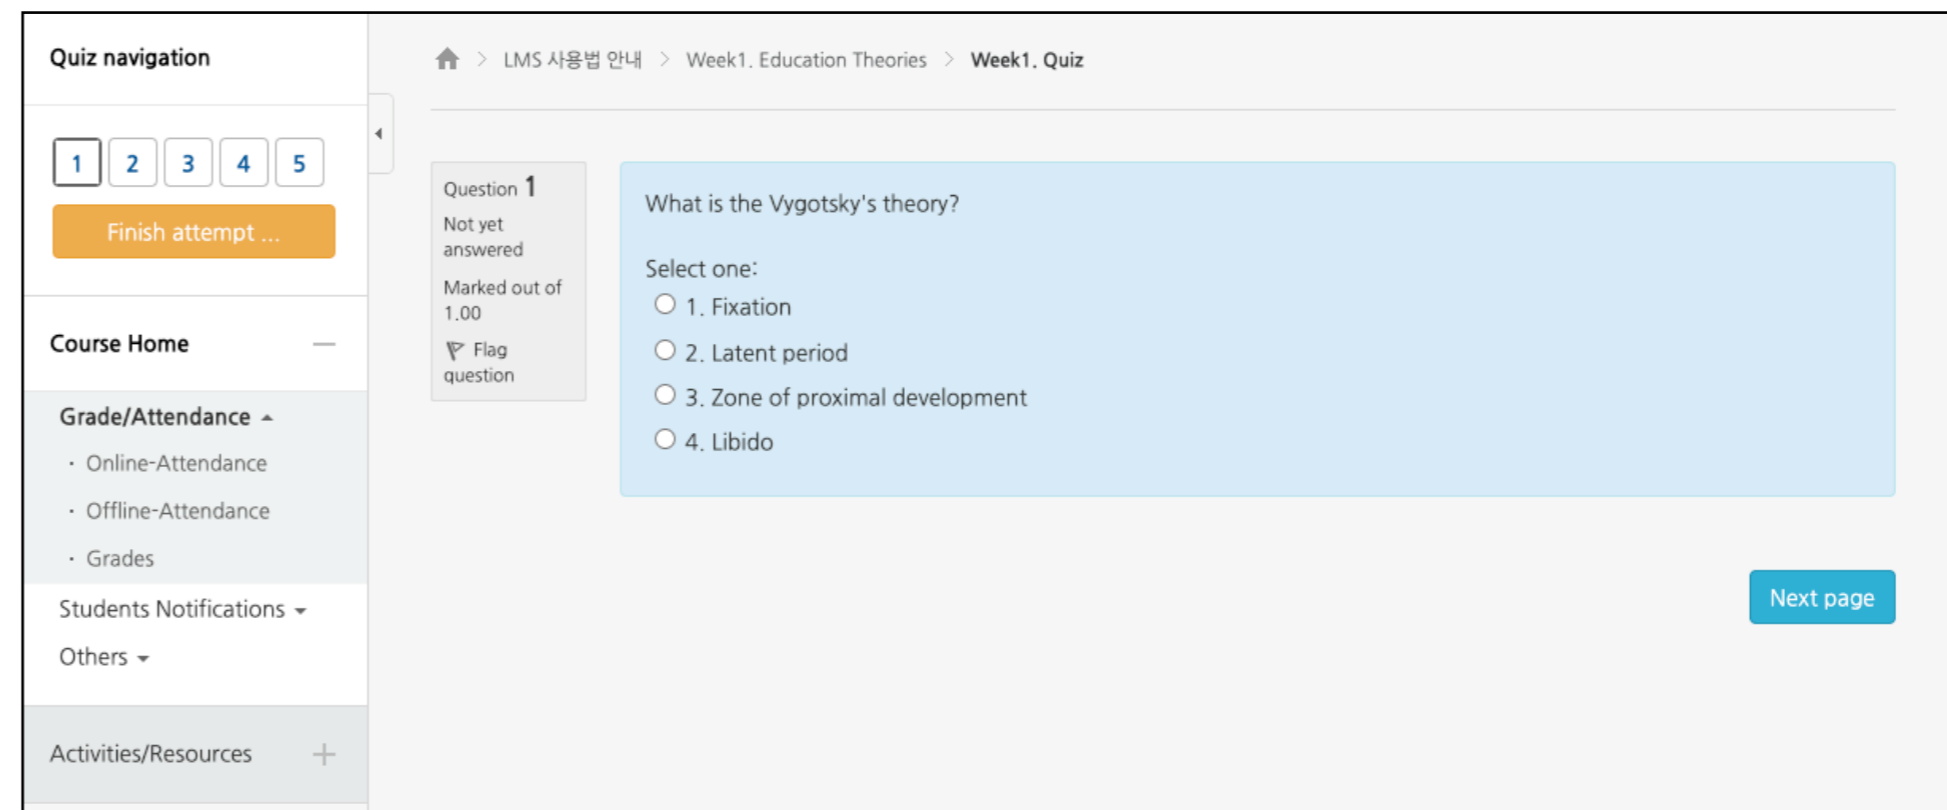 Quiz navigation
1 2 3 4 5
Finish attempt ...
Course Home
Grade/Attendance
· Online-Attendance
· Offline-Attendance
· Grades
Students Notifications
Others
Activities/Resources
LMS 사용법 안내 > Week1. Education Theories > Week1. Quiz
Question 1
Not yet
answered
Marked out of
1.00
Flag
question
What is the Vygotsky's theory?
Select one:
1. Fixation
2. Latent period
3. Zone of proximal development
4. Libido
Next page